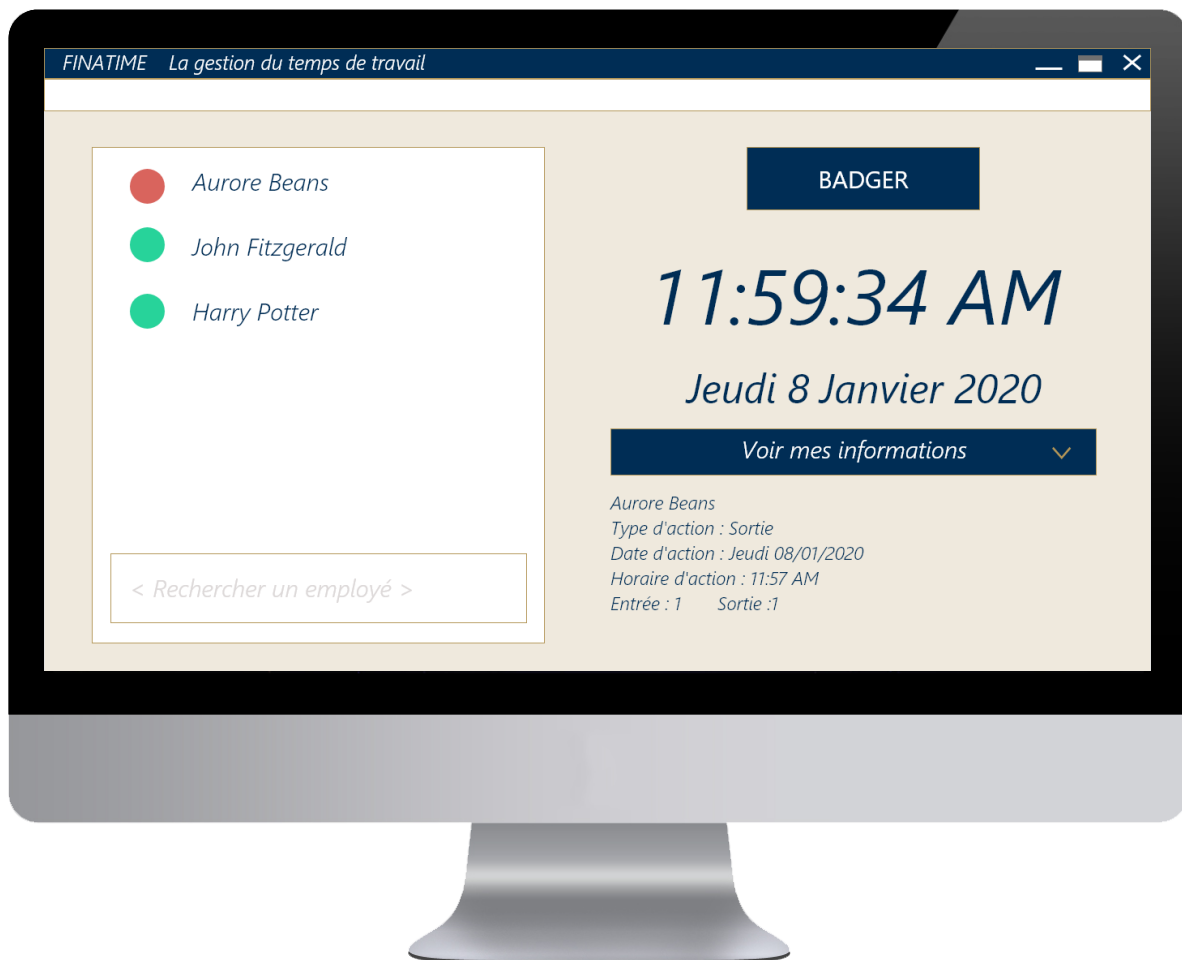 FINATIME La gestion du temps de travail
Aurore Beans
John Fitzgerald
Harry Potter
< Rechercher un employé >
BADGER
11:59:34 AM
Jeudi 8 Janvier 2020
Voir mes informations
Aurore Beans
Type d'action : Sortie
Date d'action : Jeudi 08/01/2020
Horaire d'action : 11:57 AM
Entrée : 1 Sortie :1